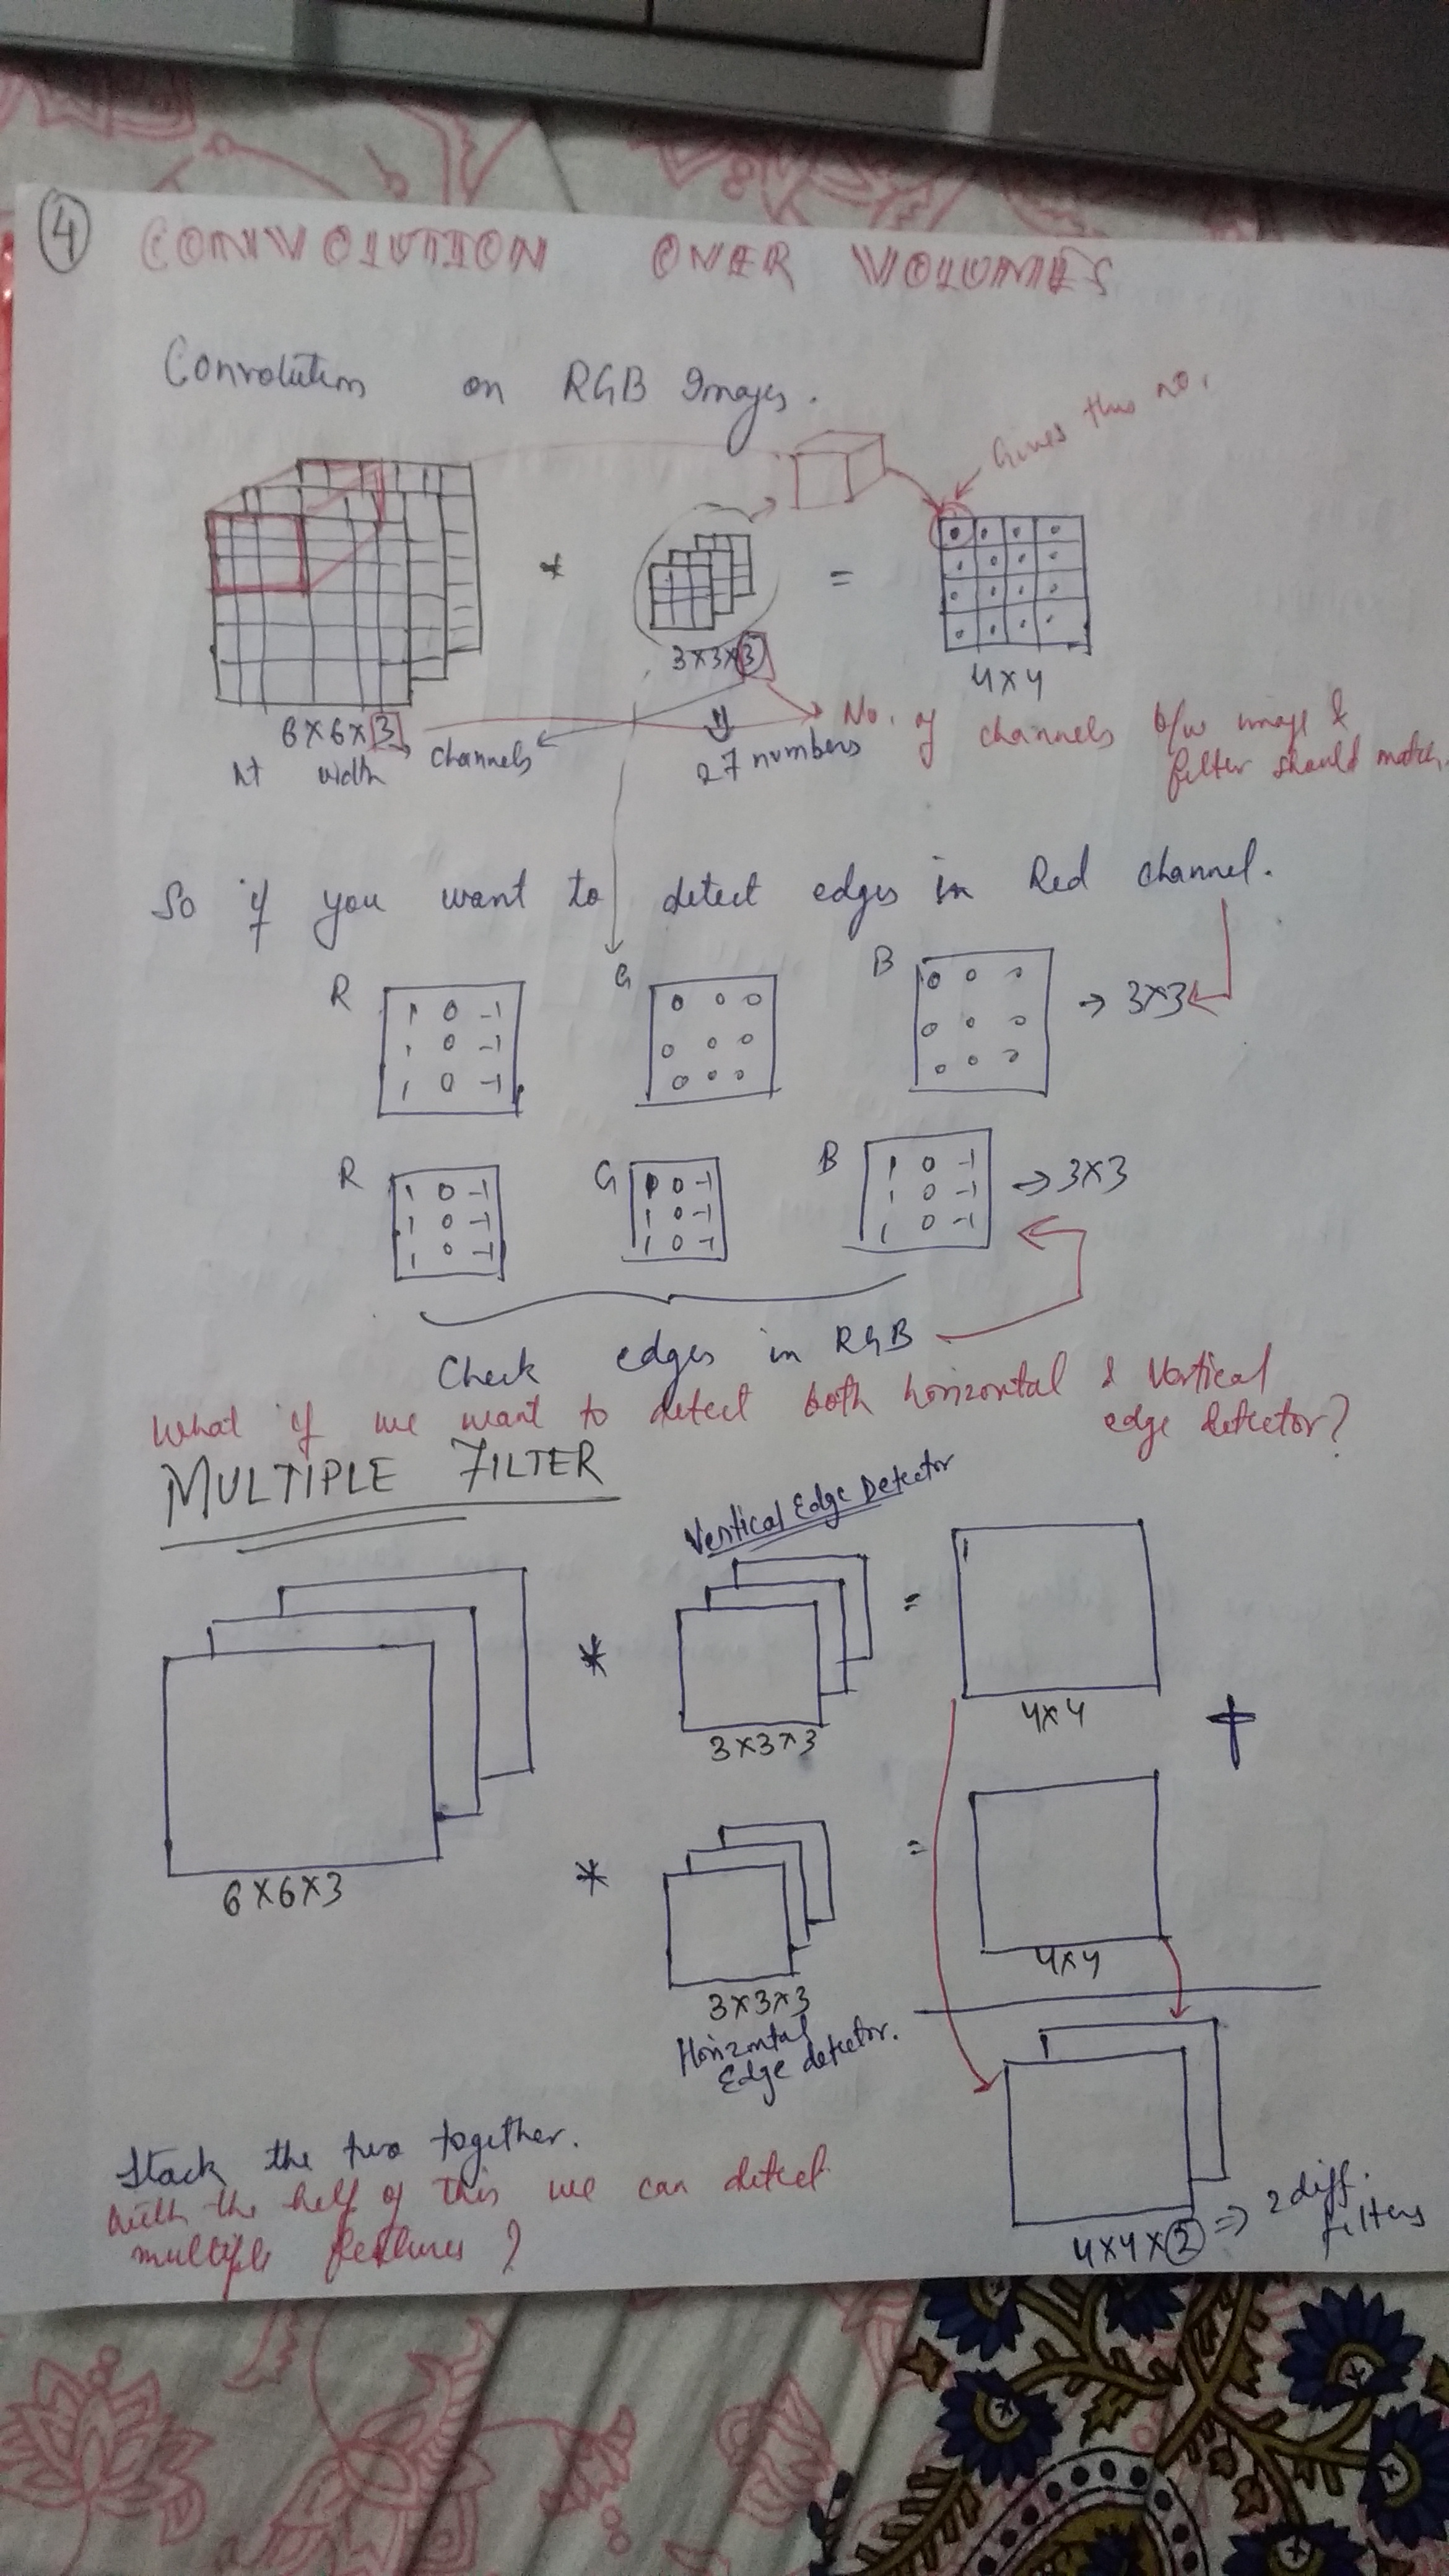 4 CONVOLUTION OVER VOLUMES
Convolution on RGB Images.
Gives this no.
* =
3×3×3
4×4
6×6×3
ht width channels
27 numbers
No. of channels b/w image &
filter should match.
So if you want to detect edges in Red channel.
R G B
1 0 -1 0 0 0 0 0 0
1 0 -1 0 0 0 0 0 0 → 3×3
1 0 -1 0 0 0 0 0 0
R G B
1 0 -1 1 0 -1 1 0 -1
1 0 -1 1 0 -1 1 0 -1 → 3×3
1 0 -1 1 0 -1 1 0 -1
Check edges in RGB
What if we want to detect both horizontal & Vertical
edge detector?
MULTIPLE FILTER
Vertical Edge Detector
* =
4×4
3×3×3
+
6×6×3
* =
4×4
3×3×3
Horizontal
Edge detector.
Stack the two together.
With the help of this we can detect
multiple features ?
4×4×2 ⇒ 2 diff.
filters